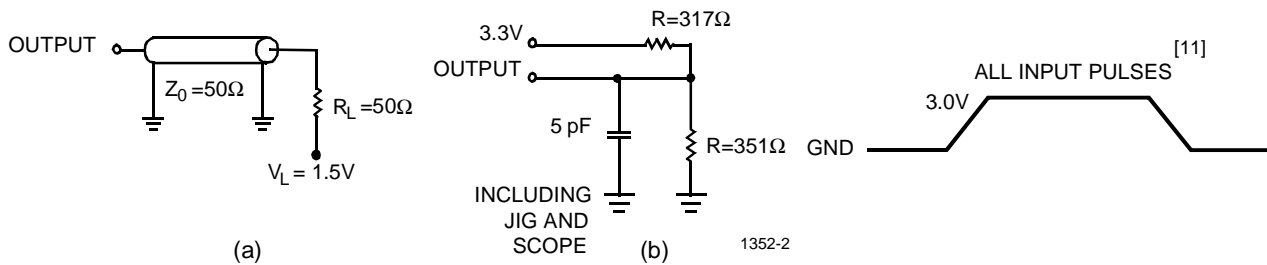 OUTPUT
Z0 =50Ω
RL =50Ω
VL = 1.5V
(a)
R=317Ω
3.3V
OUTPUT
5 pF
R=351Ω
INCLUDING
JIG AND
SCOPE
(b)
1352-2
ALL INPUT PULSES [11]
3.0V
GND